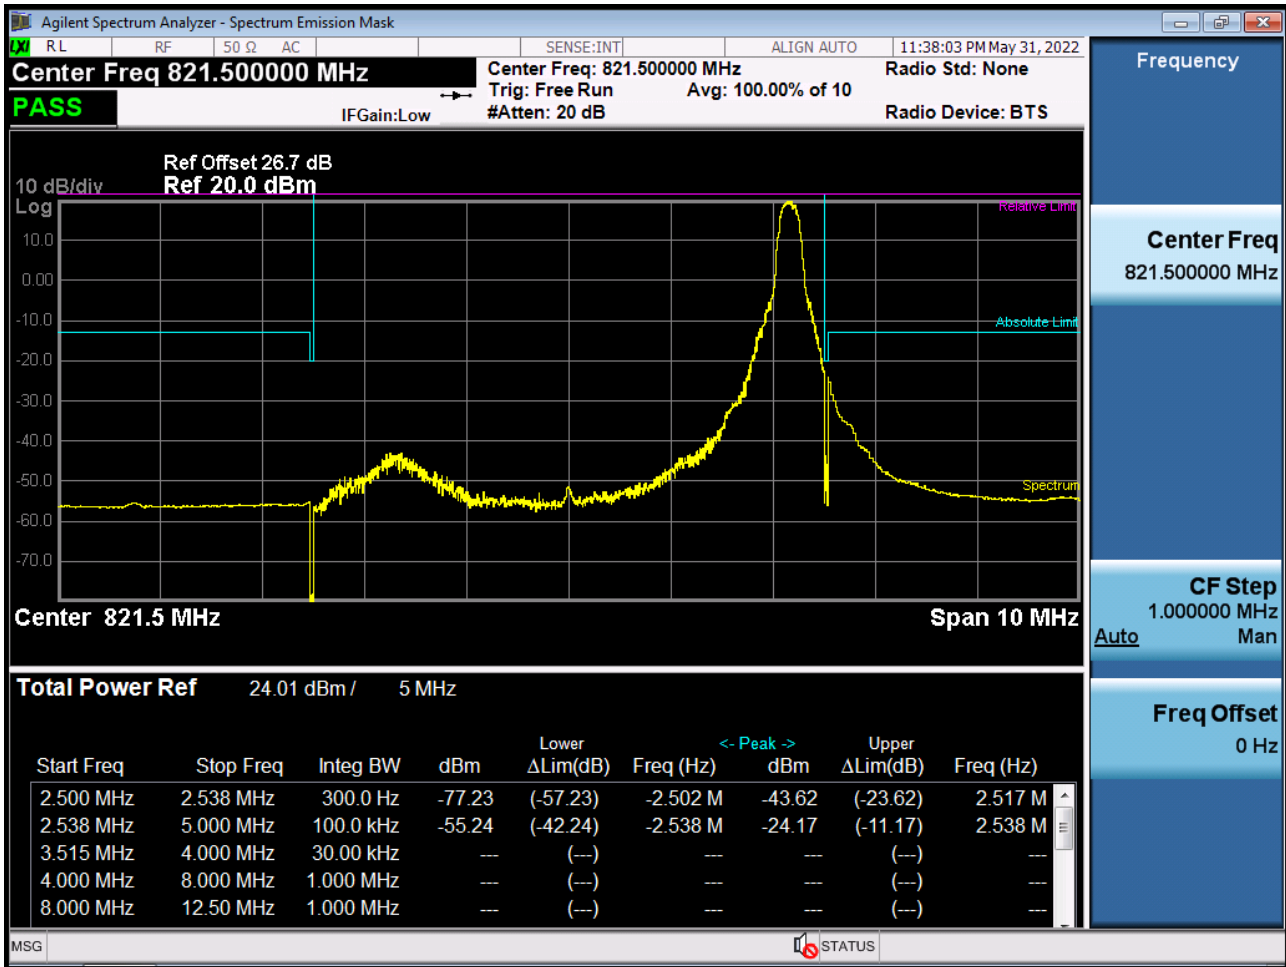 Agilent Spectrum Analyzer - Spectrum Emission Mask
LXI RL RF 50 Ω AC SENSE:INT ALIGN AUTO 11:38:03 PM May 31, 2022
Center Freq 821.500000 MHz
Center Freq: 821.500000 MHz
Radio Std: None
Trig: Free Run Avg: 100.00% of 10
PASS
IFGain:Low
#Atten: 20 dB
Radio Device: BTS
Ref Offset 26.7 dB
10 dB/div Ref 20.0 dBm
Log
Relative Limit
10.0
0.00
-10.0
Absolute Limit
-20.0
-30.0
-40.0
-50.0
Spectrum
-60.0
-70.0
Center 821.5 MHz Span 10 MHz
Total Power Ref 24.01 dBm / 5 MHz
Lower <- Peak -> Upper
Start Freq Stop Freq Integ BW dBm ΔLim(dB) Freq (Hz) dBm ΔLim(dB) Freq (Hz)
2.500 MHz 2.538 MHz 300.0 Hz -77.23 (-57.23) -2.502 M -43.62 (-23.62) 2.517 M
2.538 MHz 5.000 MHz 100.0 kHz -55.24 (-42.24) -2.538 M -24.17 (-11.17) 2.538 M
3.515 MHz 4.000 MHz 30.00 kHz --- (---) --- --- (---) ---
4.000 MHz 8.000 MHz 1.000 MHz --- (---) --- --- (---) ---
8.000 MHz 12.50 MHz 1.000 MHz --- (---) --- --- (---) ---
MSG STATUS
Frequency
Center Freq
821.500000 MHz
CF Step
1.000000 MHz
Auto Man
Freq Offset
0 Hz